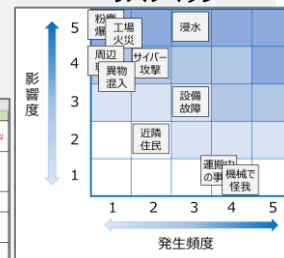 粉塵
爆
工場
火災
浸水
周辺
異物
混入
サイバー
攻撃
設備
故障
近隣
住民
運搬中
の事
機械で
怪我
影響度
5
4
3
2
1
1
2
3
4
5
発生頻度